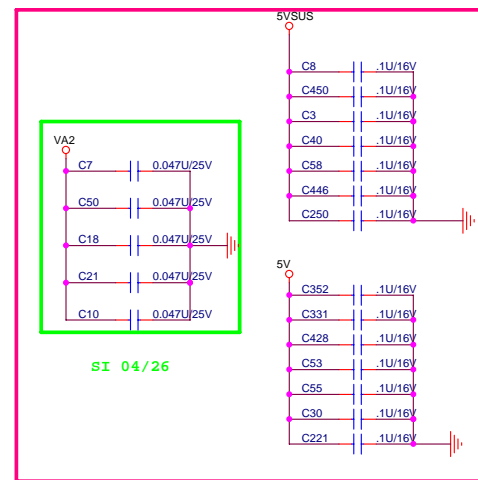 5VSUS
C8 .1U/16V
C450 .1U/16V
C3 .1U/16V
C40 .1U/16V
C58 .1U/16V
C446 .1U/16V
C250 .1U/16V
VA2
C7 0.047U/25V
C50 0.047U/25V
C18 0.047U/25V
C21 0.047U/25V
C10 0.047U/25V
SI 04/26
5V
C352 .1U/16V
C331 .1U/16V
C428 .1U/16V
C53 .1U/16V
C55 .1U/16V
C30 .1U/16V
C221 .1U/16V